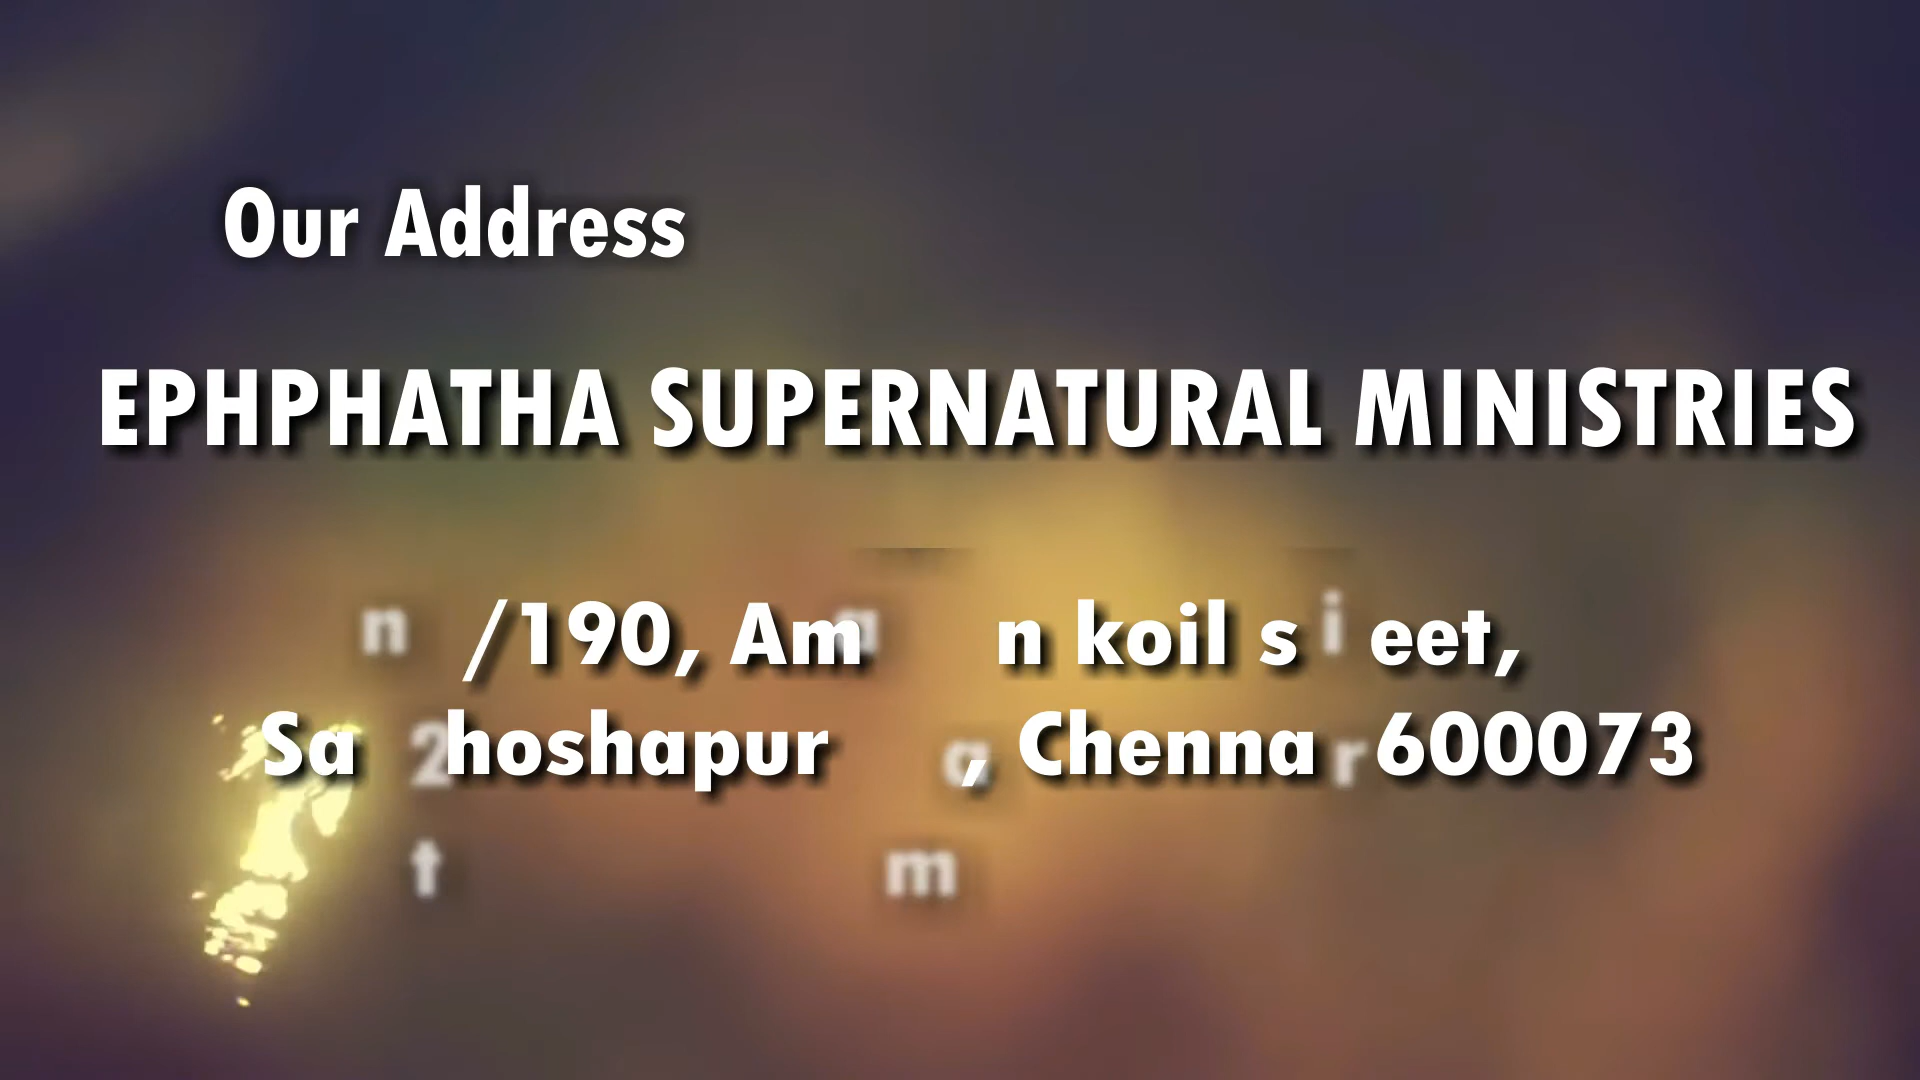 Our Address
EPHPHATHA SUPERNATURAL MINISTRIES
/190, Am n koil s eet,
Sa hoshapur , Chenna 600073